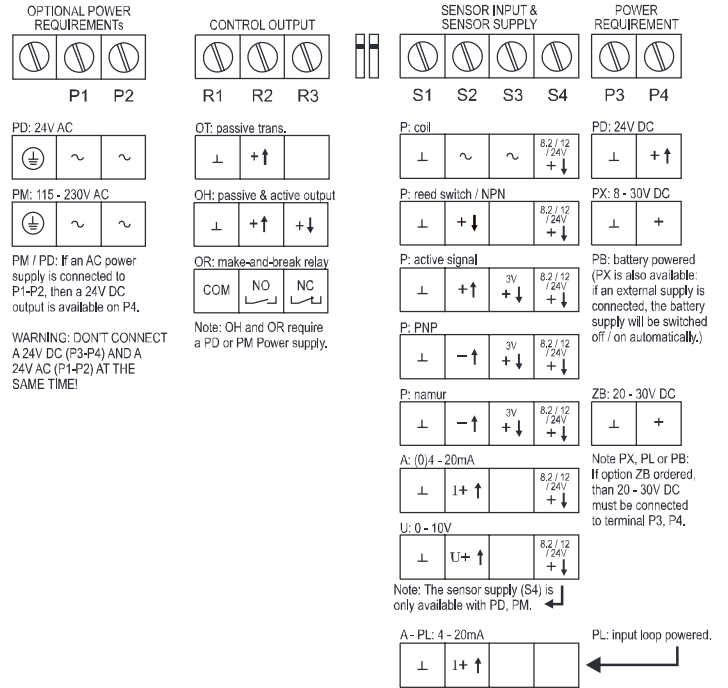 OPTIONAL POWER
REQUIREMENTs
P1 P2
PD: 24V AC
~ ~
PM: 115 - 230V AC
~ ~
PM / PD: If an AC power
supply is connected to
P1-P2, then a 24V DC
output is available on P4.
WARNING: DON'T CONNECT
A 24V DC (P3-P4) AND A
24V AC (P1-P2) AT THE
SAME TIME!
CONTROL OUTPUT
R1 R2 R3
OT: passive trans.
⊥ +↑
OH: passive & active output
⊥ +↑ +↓
OR: make-and-break relay
COM NO NC
Note: OH and OR require
a PD or PM Power supply.
SENSOR INPUT &
SENSOR SUPPLY
S1 S2 S3 S4
P: coil
8.2 / 12
/ 24V
⊥ ~ ~ +↓
P: reed switch / NPN
8.2 / 12
/ 24V
⊥ +↓ +↓
P: active signal
3V 8.2 / 12
/ 24V
⊥ +↑ +↓ +↓
P: PNP
3V 8.2 / 12
/ 24V
⊥ −↑ +↓ +↓
P: namur
3V 8.2 / 12
/ 24V
⊥ −↑ +↓ +↓
A: (0)4 - 20mA
8.2 / 12
/ 24V
⊥ I+ ↑ +↓
U: 0 - 10V
8.2 / 12
/ 24V
⊥ U+ ↑ +↓
Note: The sensor supply (S4) is
only available with PD, PM.
A - PL: 4 - 20mA
⊥ I+ ↑
POWER
REQUIREMENT
P3 P4
PD: 24V DC
⊥ +↑
PX: 8 - 30V DC
⊥ +
PB: battery powered
(PX is also available:
if an external supply is
connected, the battery
supply will be switched
off / on automatically.)
ZB: 20 - 30V DC
⊥ +
Note PX, PL or PB:
If option ZB ordered,
than 20 - 30V DC
must be connected
to terminal P3, P4.
PL: input loop powered.